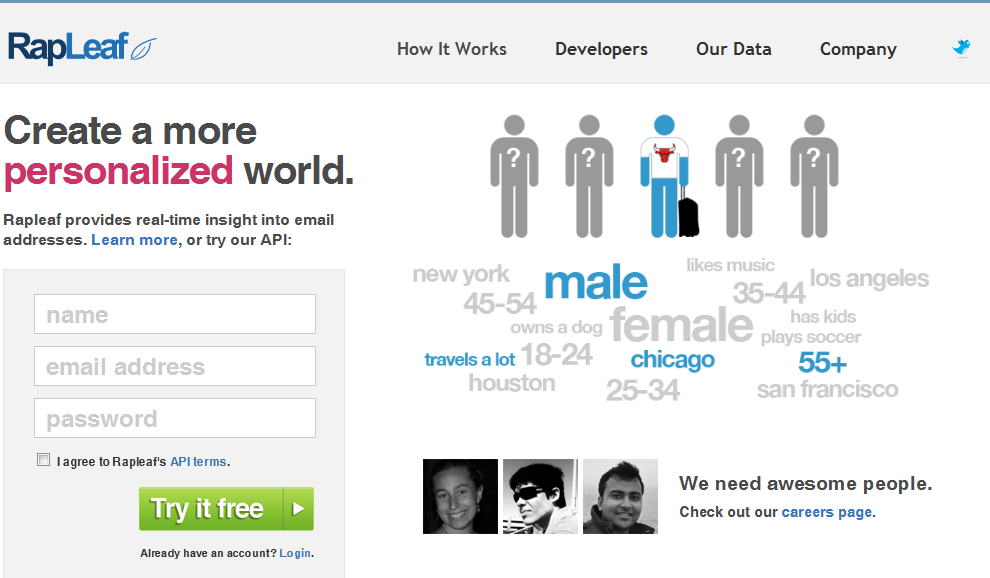 RapLeaf
How It Works
Developers
Our Data
Company
Create a more
personalized world.
Rapleaf provides real-time insight into email
addresses. Learn more, or try our API:
name
email address
password
I agree to Rapleaf's API terms.
Try it free
Already have an account? Login.
? ? ? ?
new york
male
likes music
los angeles
45-54
35-44
owns a dog
female
has kids
plays soccer
travels a lot
18-24
chicago
55+
houston
25-34
san francisco
We need awesome people.
Check out our careers page.